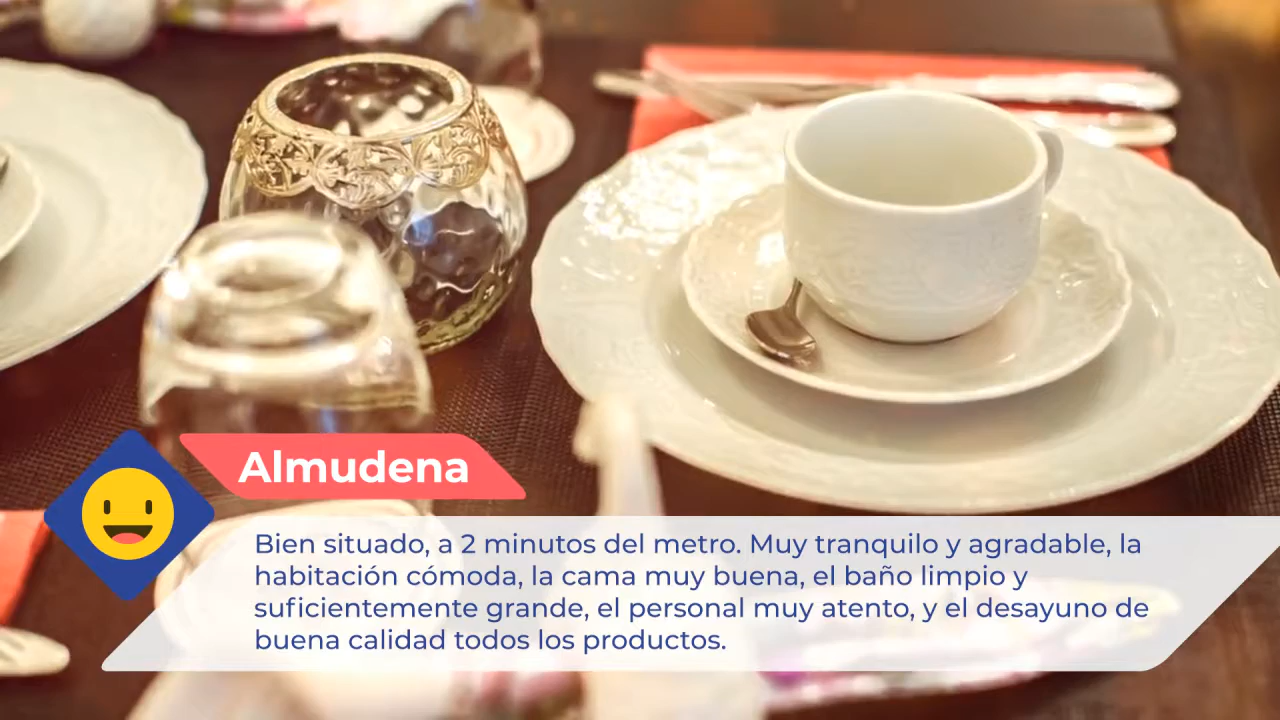 Almudena
Bien situado, a 2 minutos del metro. Muy tranquilo y agradable, la
habitación cómoda, la cama muy buena, el baño limpio y
suficientemente grande, el personal muy atento, y el desayuno de
buena calidad todos los productos.